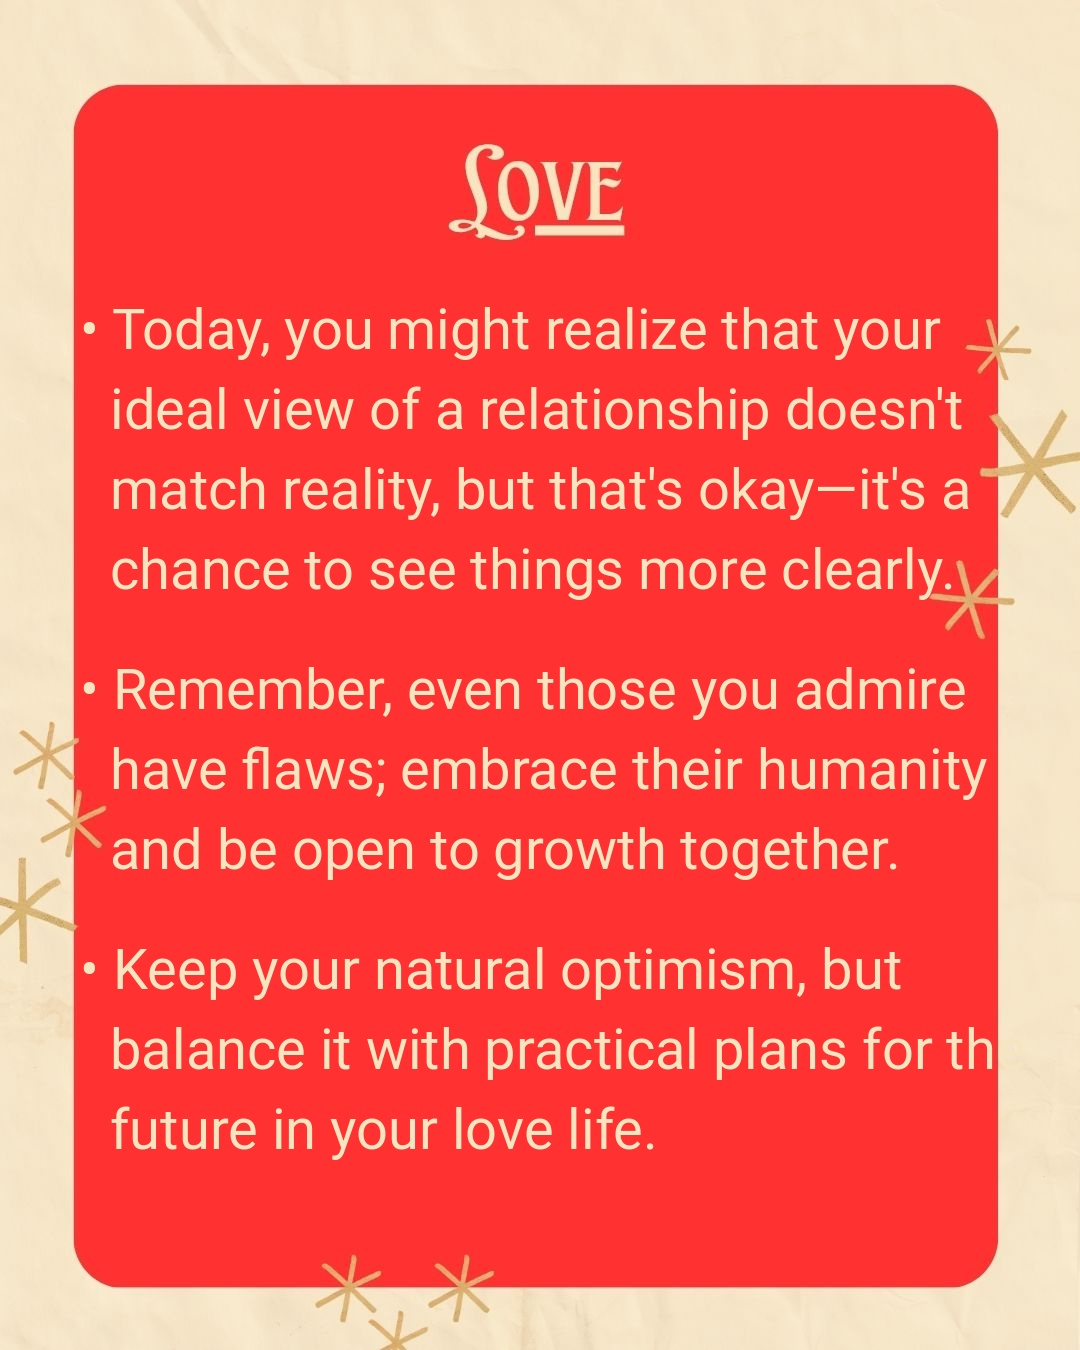 Love
• Today, you might realize that your
ideal view of a relationship doesn't
match reality, but that's okay—it's a
chance to see things more clearly.
• Remember, even those you admire
have flaws; embrace their humanity
and be open to growth together.
• Keep your natural optimism, but
balance it with practical plans for th
future in your love life.